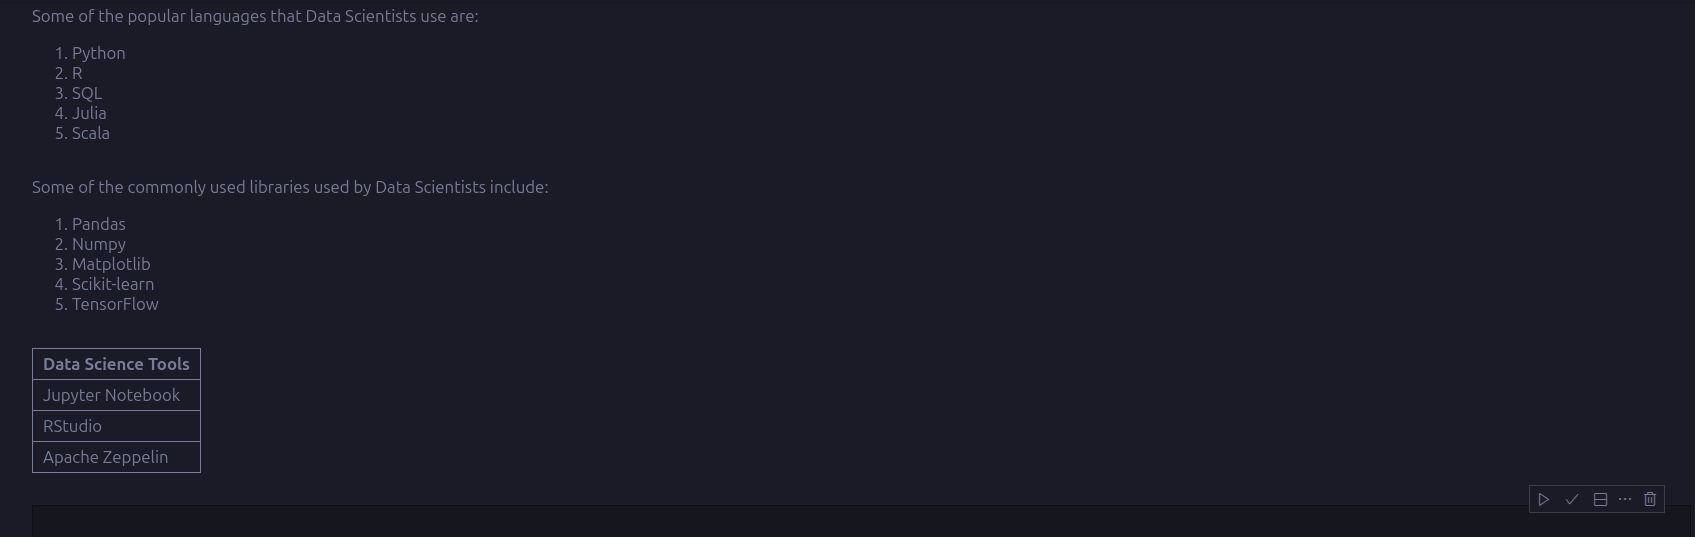 Some of the popular languages that Data Scientists use are:
1. Python
2. R
3. SQL
4. Julia
5. Scala
Some of the commonly used libraries used by Data Scientists include:
1. Pandas
2. Numpy
3. Matplotlib
4. Scikit-learn
5. TensorFlow
Data Science Tools
Jupyter Notebook
RStudio
Apache Zeppelin